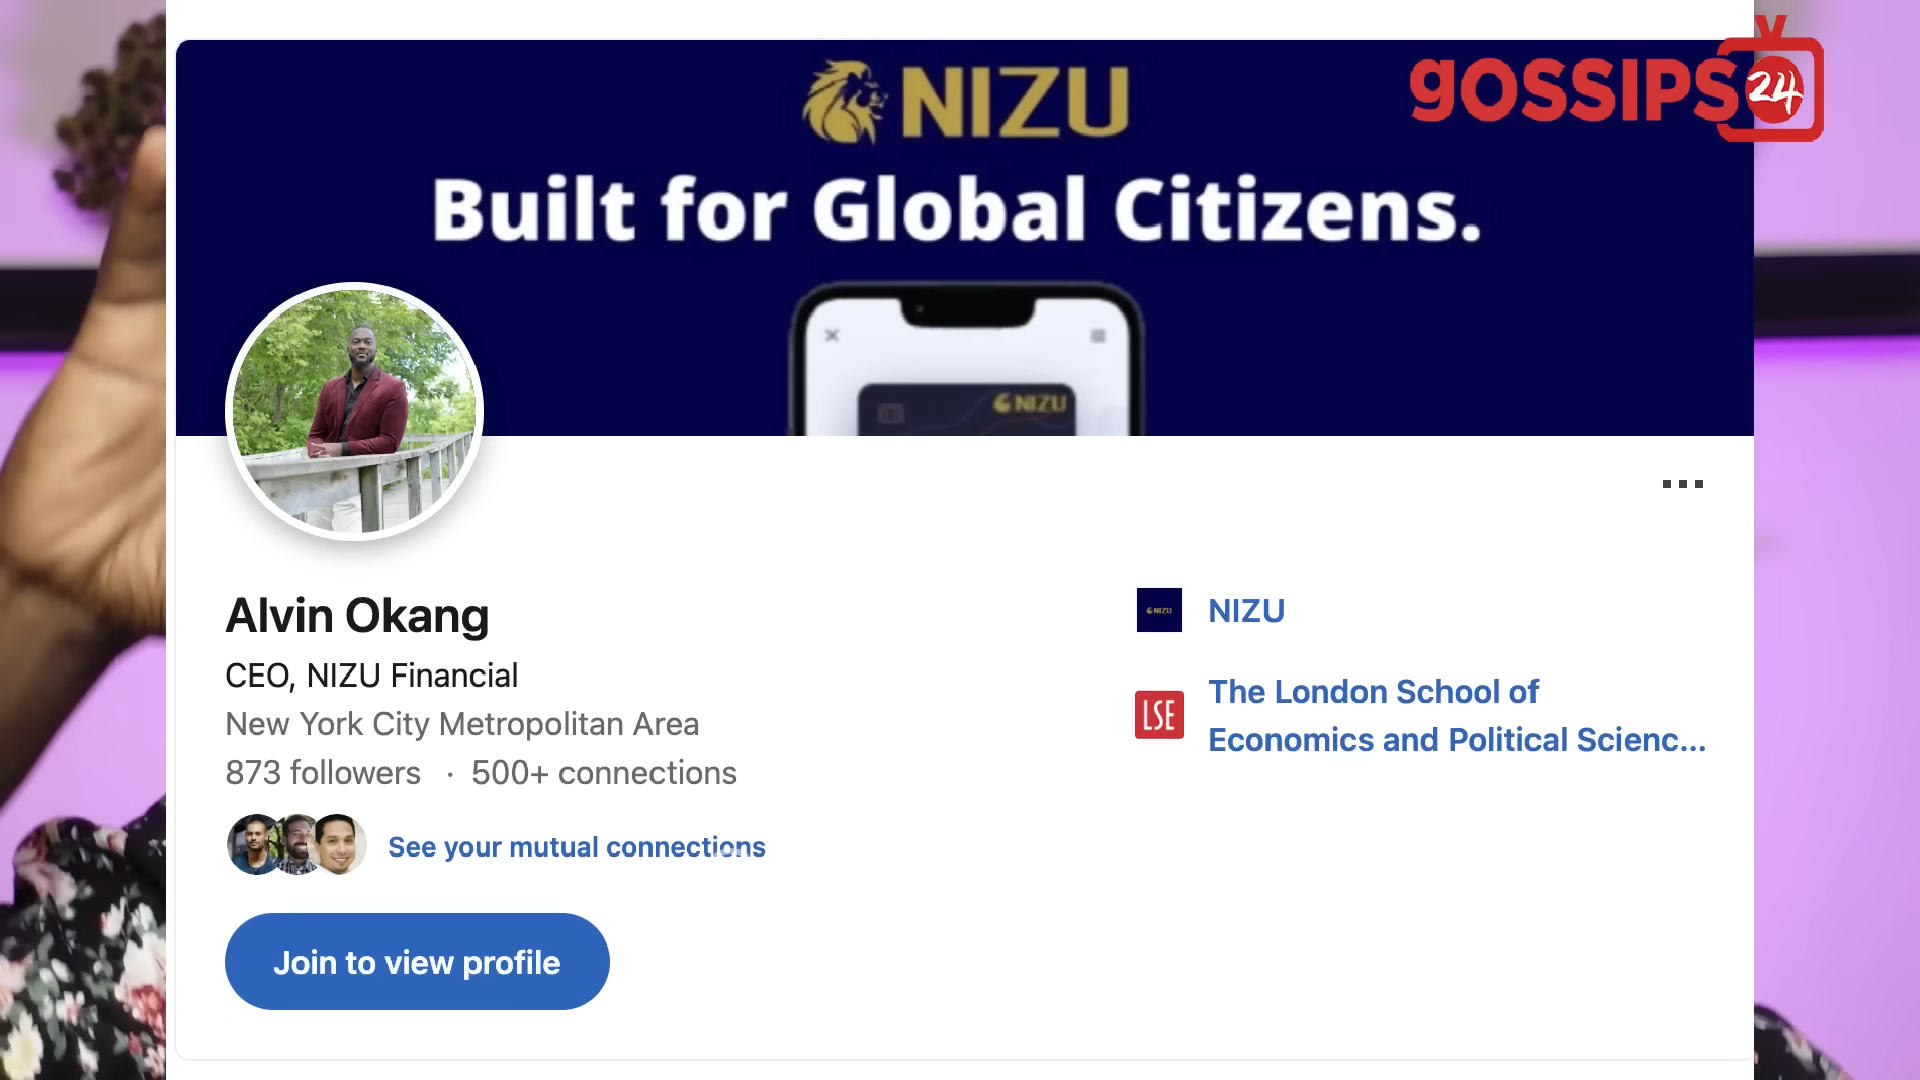 gOSSIPS 24
NIZU
Built for Global Citizens.
NIZU
Alvin Okang
CEO, NIZU Financial
New York City Metropolitan Area
873 followers · 500+ connections
See your mutual connections
Join to view profile
NIZU
NIZU
The London School of
LSE
Economics and Political Scienc...